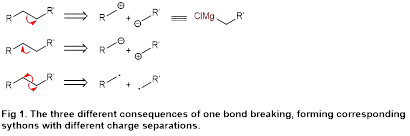 R R' R ⊕ + ⊖ R' ClMg R'
R R' R ⊖ + ⊕ R'
R R' R · + · R'
Fig 1. The three different consequences of one bond breaking, forming corresponding
sythons with different charge separations.